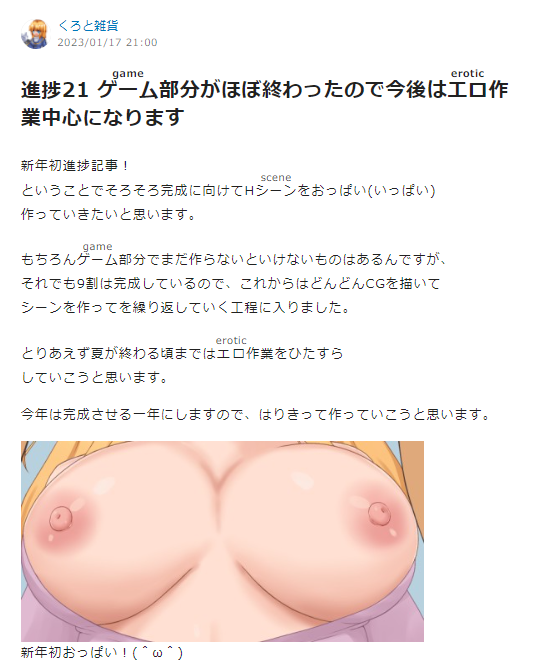 くろと雑貨
2023/01/17 21:00
game erotic
進捗21 ゲーム部分がほぼ終わったので今後はエロ作
業中心になります
新年初進捗記事！
scene
ということでそろそろ完成に向けてHシーンをおっぱい(いっぱい)
作っていきたいと思います。
game
もちろんゲーム部分でまだ作らないといけないものはあるんですが、
それでも9割は完成しているので、これからはどんどんCGを描いて
シーンを作ってを繰り返していく工程に入りました。
erotic
とりあえず夏が終わる頃まではエロ作業をひたすら
していこうと思います。
今年は完成させる一年にしますので、はりきって作っていこうと思います。
新年初おっぱい！(＾ω＾)